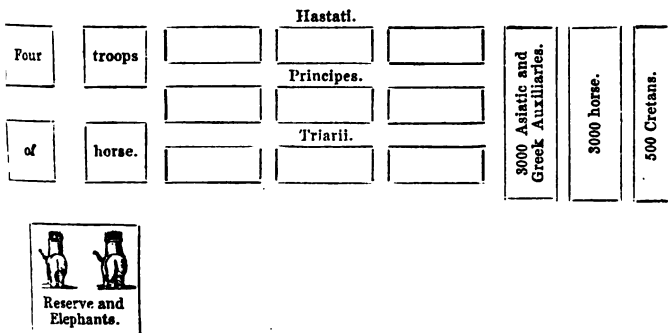 Hastati.
Four
troops
Principes.
of
horse.
Triarii.
3000 Asiatic and
Greek Auxiliaries.
3000 horse.
500 Cretans.
Reserve and
Elephants.